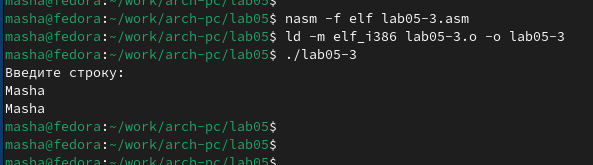 masha@fedora:~/work/arch-pc/lab05$
masha@fedora:~/work/arch-pc/lab05$ nasm -f elf lab05-3.asm
masha@fedora:~/work/arch-pc/lab05$ ld -m elf_i386 lab05-3.o -o lab05-3
masha@fedora:~/work/arch-pc/lab05$ ./lab05-3
Введите строку:
Masha
Masha
masha@fedora:~/work/arch-pc/lab05$
masha@fedora:~/work/arch-pc/lab05$
masha@fedora:~/work/arch-pc/lab05$